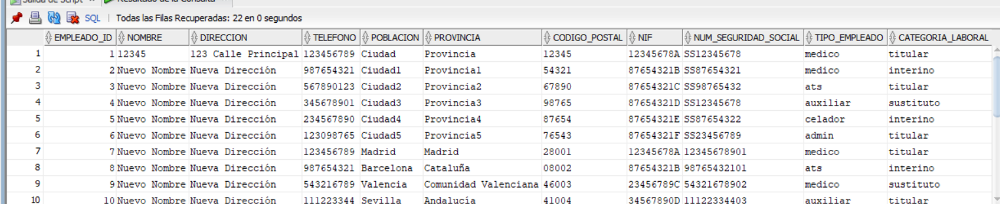 Salida de Script × Resultado de la Consulta ×
SQL | Todas las Filas Recuperadas: 22 en 0 segundos
EMPLEADO_ID NOMBRE DIRECCION TELEFONO POBLACION PROVINCIA CODIGO_POSTAL NIF NUM_SEGURIDAD_SOCIAL TIPO_EMPLEADO CATEGORIA_LABORAL
1 1 12345 123 Calle Principal 123456789 Ciudad Provincia 12345 12345678A SS12345678 medico titular
2 2 Nuevo Nombre Nueva Dirección 987654321 Ciudad1 Provincia1 54321 87654321B SS87654321 medico interino
3 3 Nuevo Nombre Nueva Dirección 567890123 Ciudad2 Provincia2 67890 87654321C SS98765432 ats titular
4 4 Nuevo Nombre Nueva Dirección 345678901 Ciudad3 Provincia3 98765 87654321D SS12345678 auxiliar sustituto
5 5 Nuevo Nombre Nueva Dirección 234567890 Ciudad4 Provincia4 87654 87654321E SS87654322 celador interino
6 6 Nuevo Nombre Nueva Dirección 123098765 Ciudad5 Provincia5 76543 87654321F SS23456789 admin titular
7 7 Nuevo Nombre Nueva Dirección 123456789 Madrid Madrid 28001 12345678A 12345678901 medico titular
8 8 Nuevo Nombre Nueva Dirección 987654321 Barcelona Cataluña 08002 87654321B 98765432101 ats interino
9 9 Nuevo Nombre Nueva Dirección 543216789 Valencia Comunidad Valenciana 46003 23456789C 54321678902 medico sustituto
10 10 Nuevo Nombre Nueva Dirección 111223344 Sevilla Andalucía 41004 34567890D 11122334403 auxiliar titular